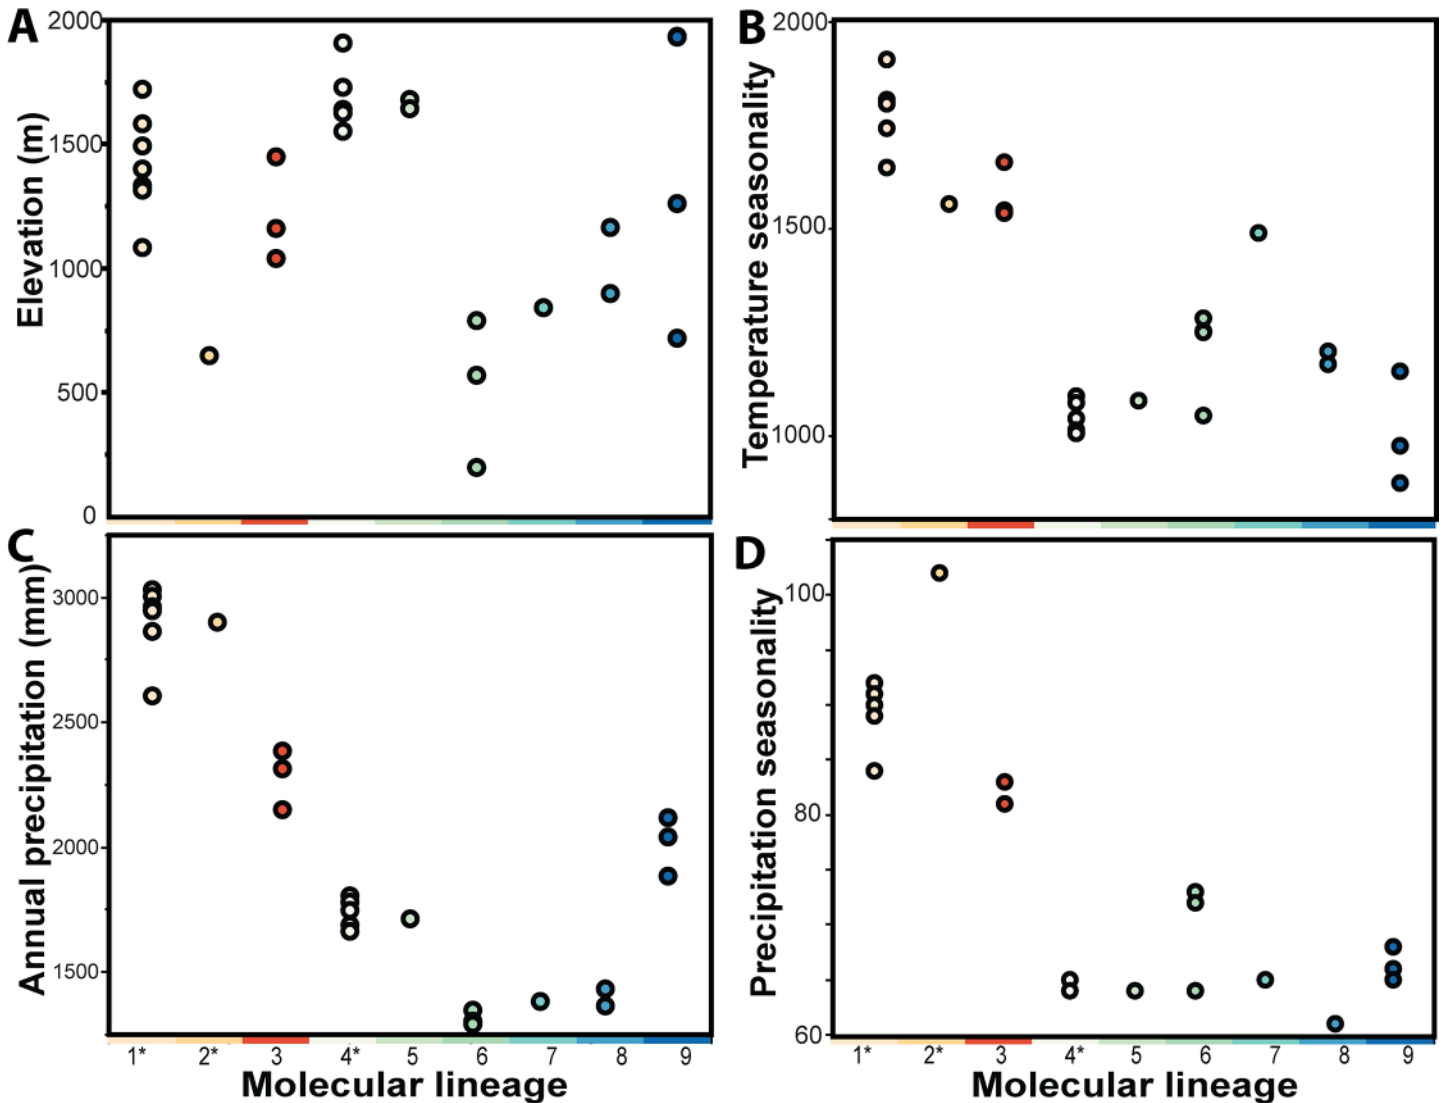 A
Elevation (m)
2000
1500
1000
500
0
B
Temperature seasonality
2000
1500
1000
C
Annual precipitation (mm)
3000
2500
2000
1500
1* 2* 3 4* 5 6 7 8 9
Molecular lineage
D
Precipitation seasonality
100
80
60
1* 2* 3 4* 5 6 7 8 9
Molecular lineage